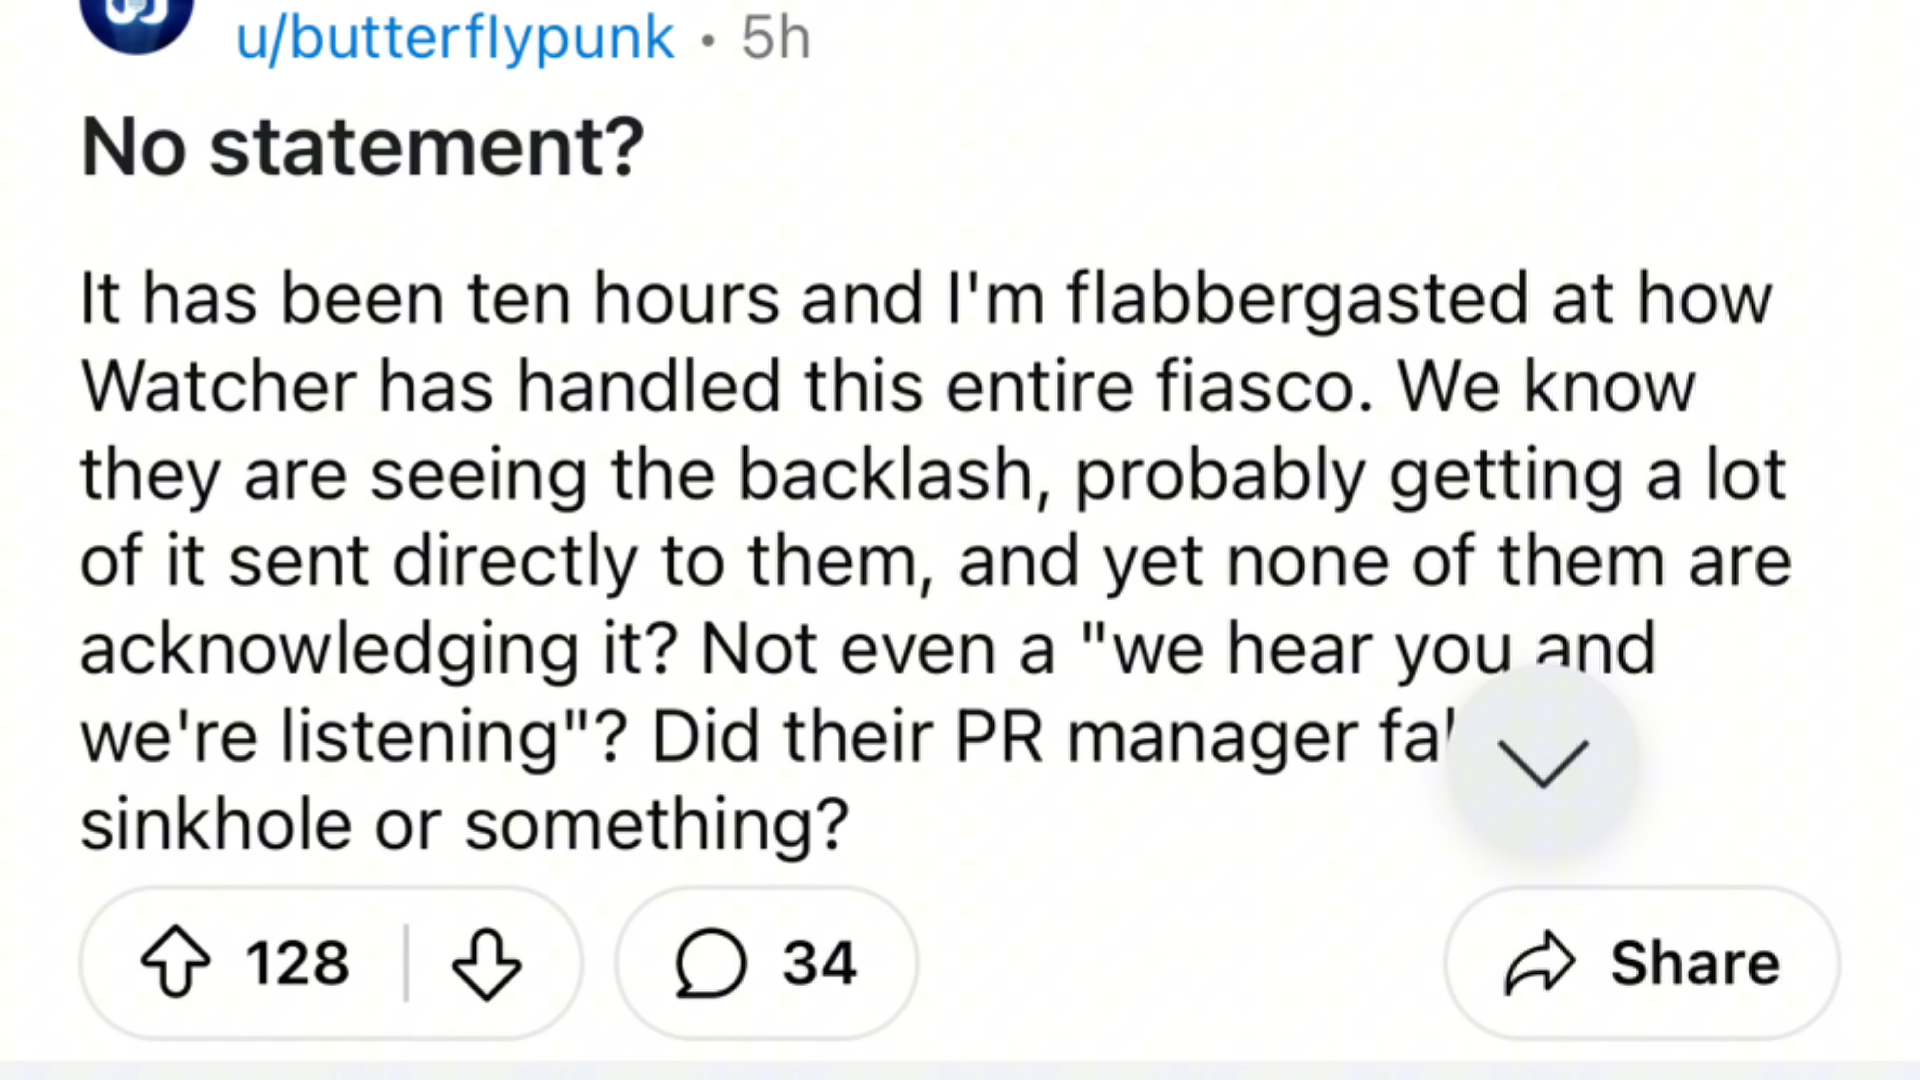 u/butterflypunk • 5h
No statement?
It has been ten hours and I'm flabbergasted at how
Watcher has handled this entire fiasco. We know
they are seeing the backlash, probably getting a lot
of it sent directly to them, and yet none of them are
acknowledging it? Not even a "we hear you and
we're listening"? Did their PR manager
sinkhole or something?
128
34
Share